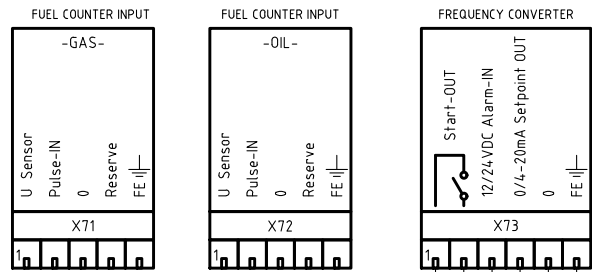 FUEL COUNTER INPUT
-GAS-
U Sensor
Pulse-IN
0
Reserve
FE
X71
1
FUEL COUNTER INPUT
-OIL-
U Sensor
Pulse-IN
0
Reserve
FE
X72
1
FREQUENCY CONVERTER
Start-OUT
12/24VDC Alarm-IN
0/4-20mA Setpoint OUT
0
FE
X73
1